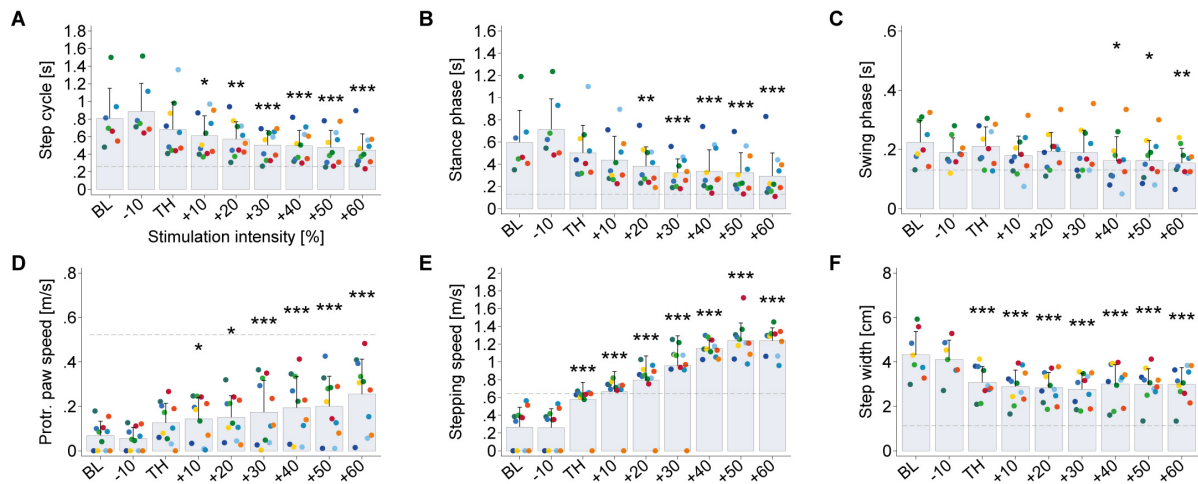 A
Step cycle [s]
1.8
1.6
1.4
1.2
1
.8
.6
.4
.2
0
* ** *** *** *** ***
BL -10 TH +10 +20 +30 +40 +50 +60
Stimulation intensity [%]
B
Stance phase [s]
1.6
1.4
1.2
1
.8
.6
.4
.2
0
** *** *** *** ***
BL -10 TH +10 +20 +30 +40 +50 +60
C
Swing phase [s]
.6
.4
.2
0
* * **
BL -10 TH +10 +20 +30 +40 +50 +60
D
Protr. paw speed [m/s]
.8
.6
.4
.2
0
* * *** *** *** ***
BL -10 TH +10 +20 +30 +40 +50 +60
E
Stepping speed [m/s]
2
1.8
1.6
1.4
1.2
1
.8
.6
.4
.2
0
*** *** *** *** *** *** ***
BL -10 TH +10 +20 +30 +40 +50 +60
F
Step width [cm]
8
6
4
2
0
*** *** *** *** *** *** ***
BL -10 TH +10 +20 +30 +40 +50 +60